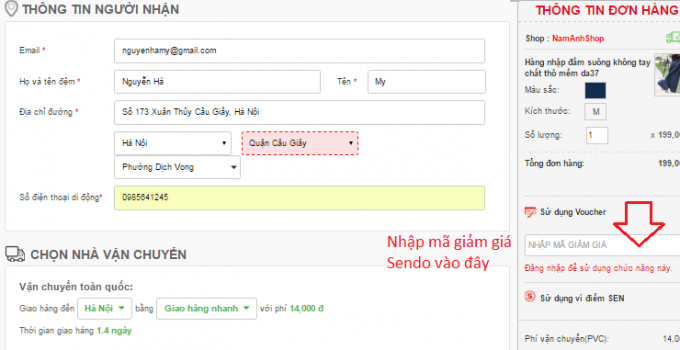 THÔNG TIN NGƯỜI NHẬN
Email * nguyenhamy@gmail.com
Họ và tên đệm* Nguyễn Hà Tên * My
Địa chỉ đường * Số 173 Xuân Thủy Cầu Giấy, Hà Nội
Hà Nội Quận Cầu Giấy
Phường Dịch Vọng
Số điện thoại di động* 0985641245
CHỌN NHÀ VẬN CHUYỂN
Vận chuyển toàn quốc:
Giao hàng đến Hà Nội bằng Giao hàng nhanh với phí 14,000 đ
Thời gian giao hàng 1.4 ngày
Nhập mã giảm giá
Sendo vào đây
THÔNG TIN ĐƠN HÀNG
Shop : NamAnhShop
Hàng nhập đầm suông không tay
chất thô mềm da37
Màu sắc:
Kích thước: M
Số lượng: 1 x 199,00
Tổng đơn hàng: 199,00
Sử dụng Voucher
NHẬP MÃ GIẢM GIÁ
Đăng nhập để sử dụng chức năng này.
Sử dụng ví điểm SEN
Phí vận chuyển(PVC): 14,0